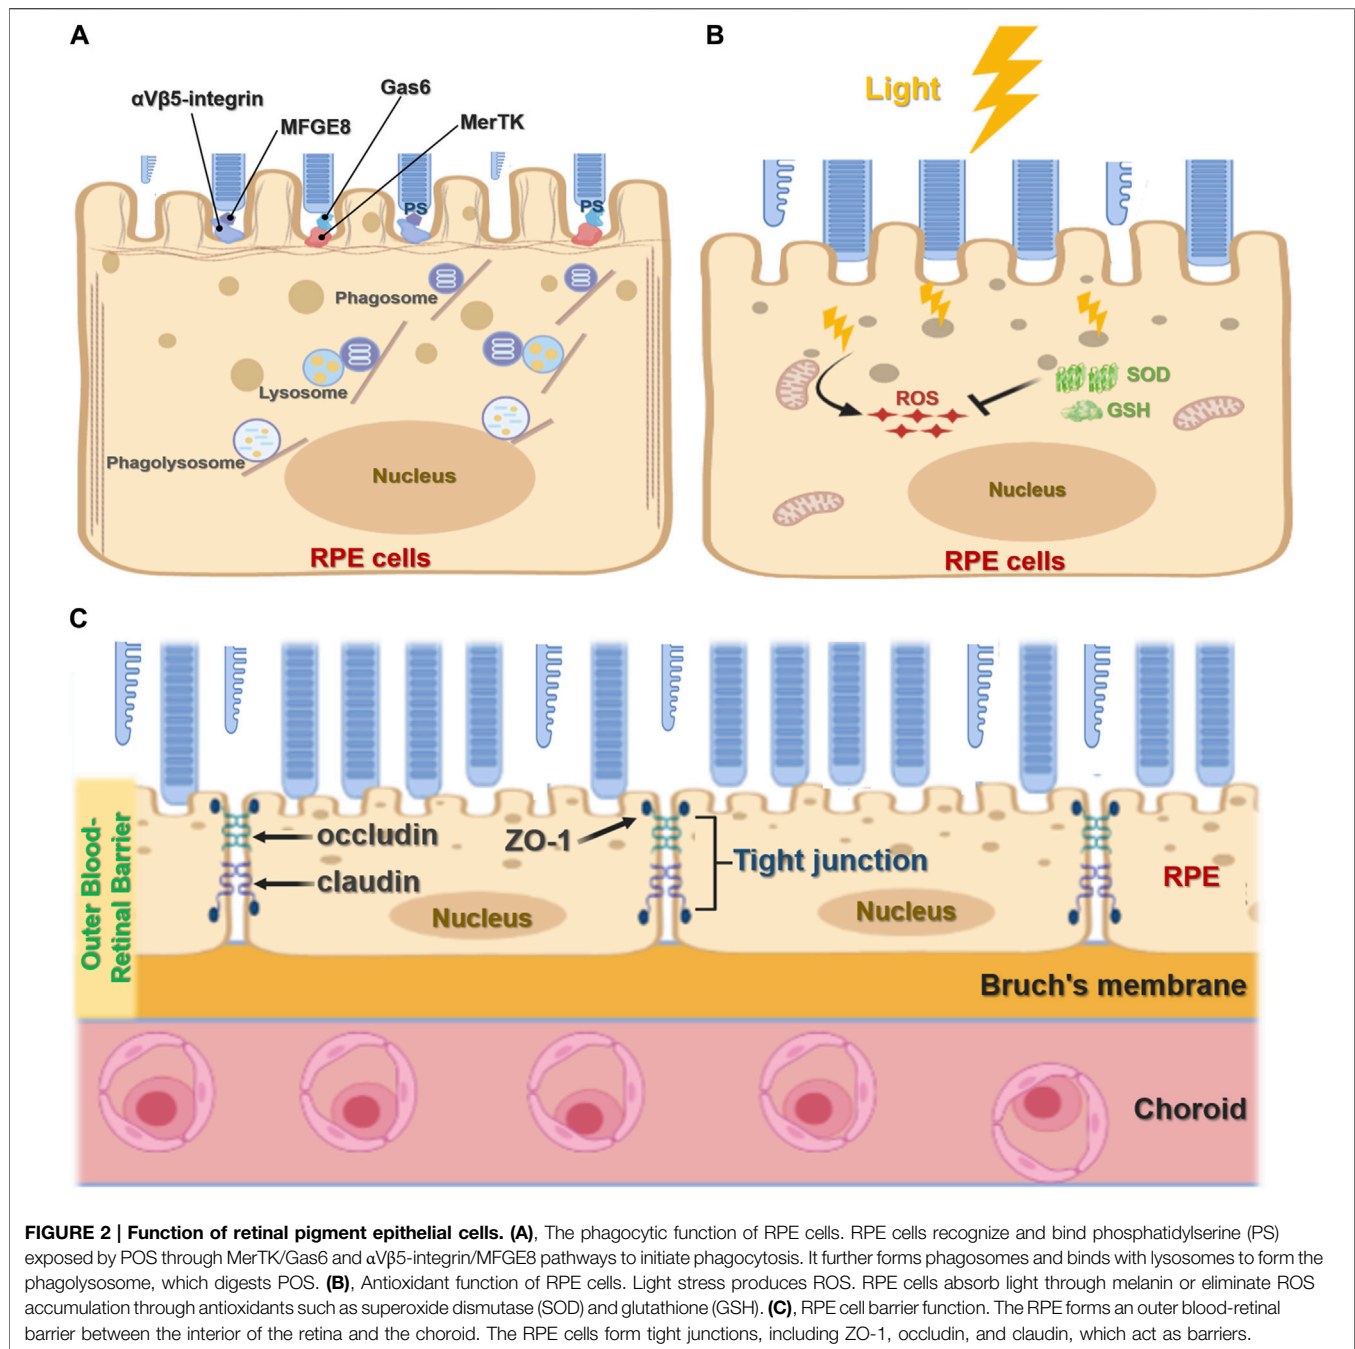 A
αVβ5-integrin
MFGE8
Gas6
MerTK
PS
PS
Phagosome
Lysosome
Phagolysosome
Nucleus
RPE cells
B
Light
ROS
SOD
GSH
Nucleus
RPE cells
C
Outer Blood-
Retinal Barrier
occludin
claudin
ZO-1
Tight junction
Nucleus
Nucleus
RPE
Bruch's membrane
Choroid
FIGURE 2 | Function of retinal pigment epithelial cells. (A), The phagocytic function of RPE cells. RPE cells recognize and bind phosphatidylserine (PS)
exposed by POS through MerTK/Gas6 and αVβ5-integrin/MFGE8 pathways to initiate phagocytosis. It further forms phagosomes and binds with lysosomes to form the
phagolysosome, which digests POS. (B), Antioxidant function of RPE cells. Light stress produces ROS. RPE cells absorb light through melanin or eliminate ROS
accumulation through antioxidants such as superoxide dismutase (SOD) and glutathione (GSH). (C), RPE cell barrier function. The RPE forms an outer blood-retinal
barrier between the interior of the retina and the choroid. The RPE cells form tight junctions, including ZO-1, occludin, and claudin, which act as barriers.